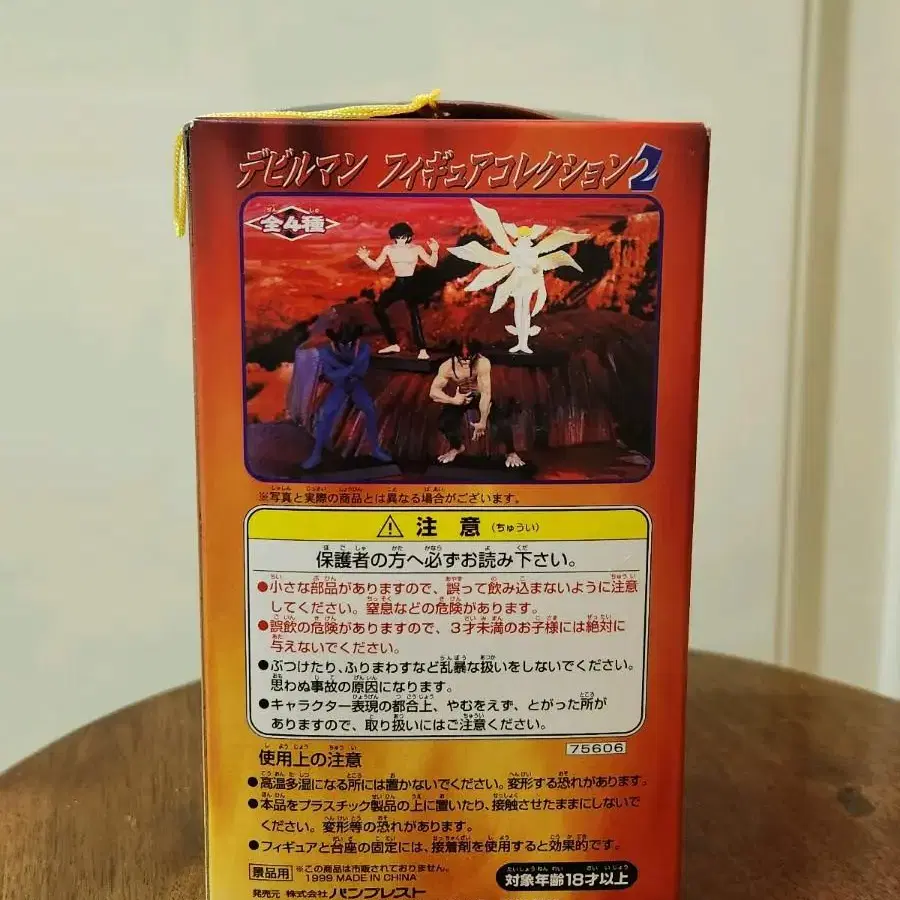 デビルマン フィギュアコレクション2
全4種
※写真と実際の商品とは異なる場合がございます。
⚠ 注意 (ちゅうい)
保護者の方へ必ずお読み下さい。
●小さな部品がありますので、誤って飲み込まないように注意
してください。窒息などの危険があります。
●誤飲の危険がありますので、3才未満のお子様には絶対に
与えないでください。
●ぶつけたり、ふりまわすなど乱暴な扱いをしないでください。
思わぬ事故の原因になります。
●キャラクター表現の都合上、やむをえず、とがった所が
ありますので、取り扱いにはご注意ください。
75606
使用上の注意
●高温多湿になる所には置かないでください。変形する恐れがあります。
●本品をプラスチック製品の上に置いたり、接触させたままにしないで
ください。変形等の恐れがあります。
●フィギュアと台座の固定には、接着剤を使用すると効果的です。
景品用 ※この商品は市販されておりません。
1999 MADE IN CHINA
発売元 株式会社 バンプレスト
対象年齢18才以上